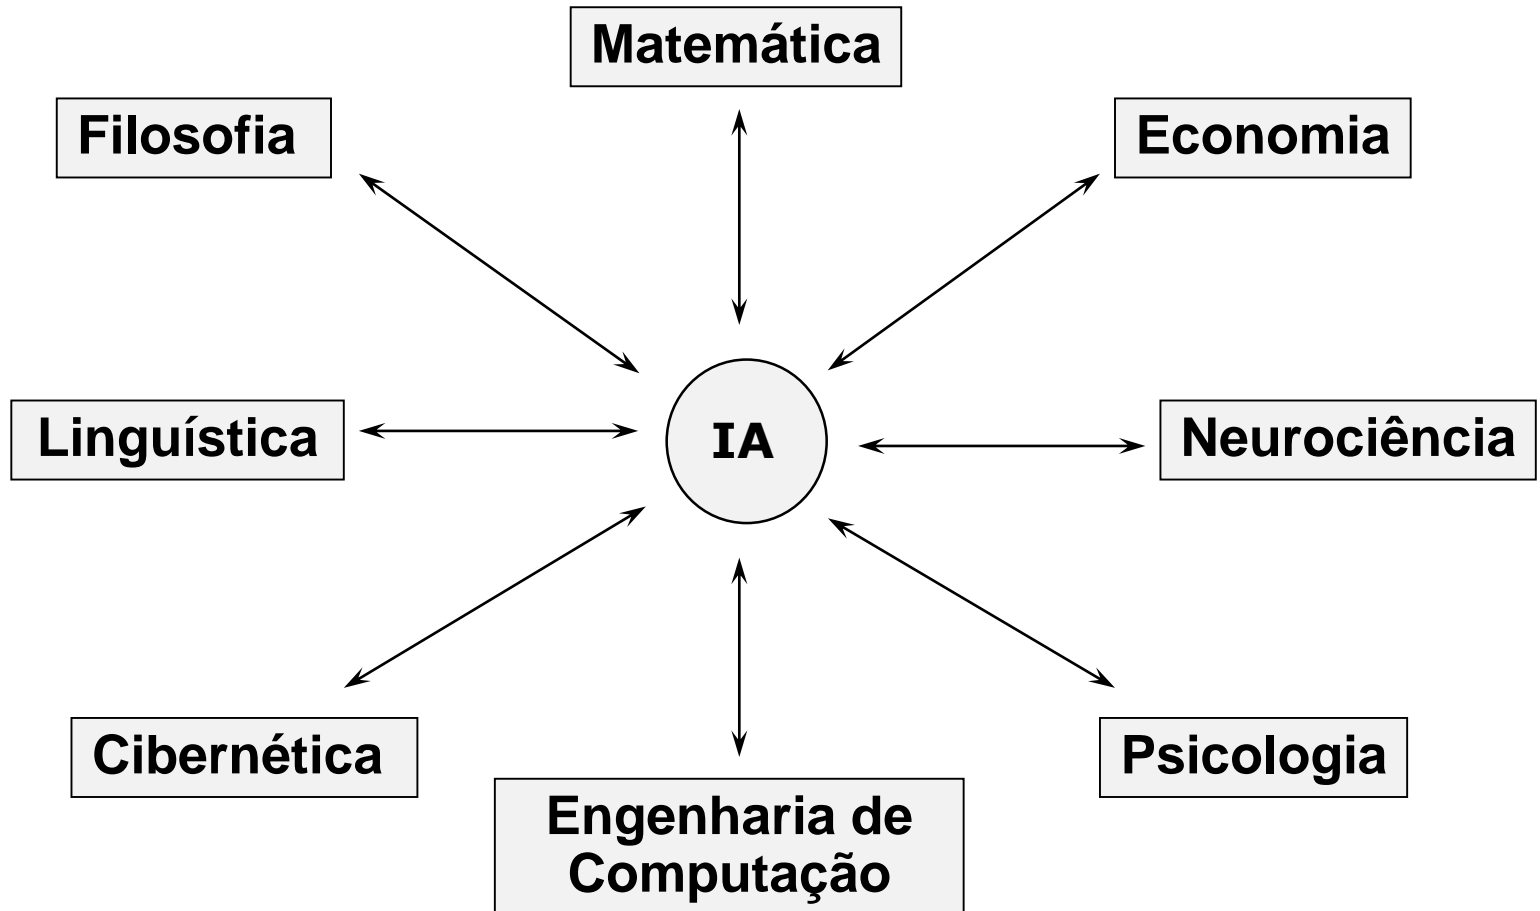 Matemática
Filosofia
Economia
Linguística
IA
Neurociência
Cibernética
Psicologia
Engenharia de
Computação